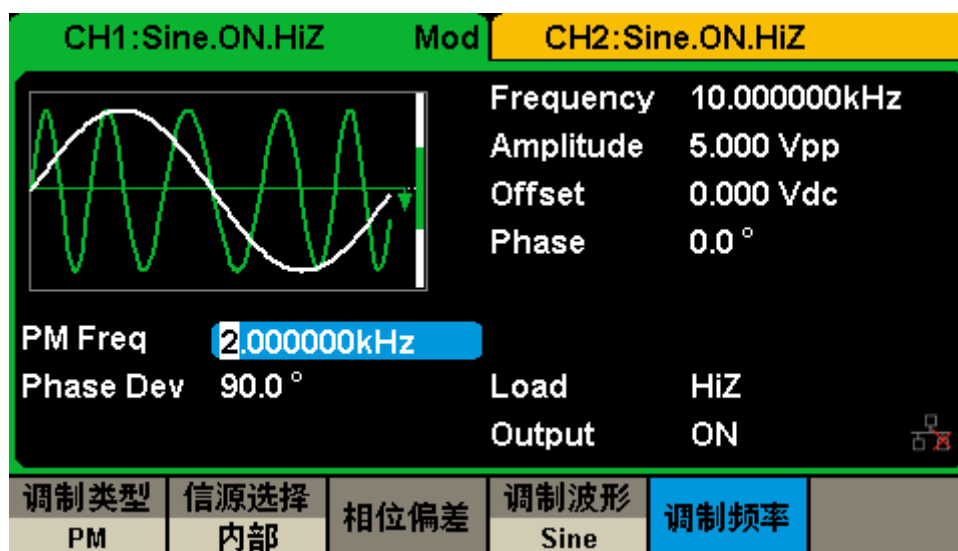 CH1:Sine.ON.HiZ Mod CH2:Sine.ON.HiZ
Frequency 10.000000kHz
Amplitude 5.000 Vpp
Offset 0.000 Vdc
Phase 0.0 °
PM Freq 2.000000kHz
Phase Dev 90.0 °
Load HiZ
Output ON
调制类型 信源选择 相位偏差 调制波形 调制频率
PM 内部 Sine